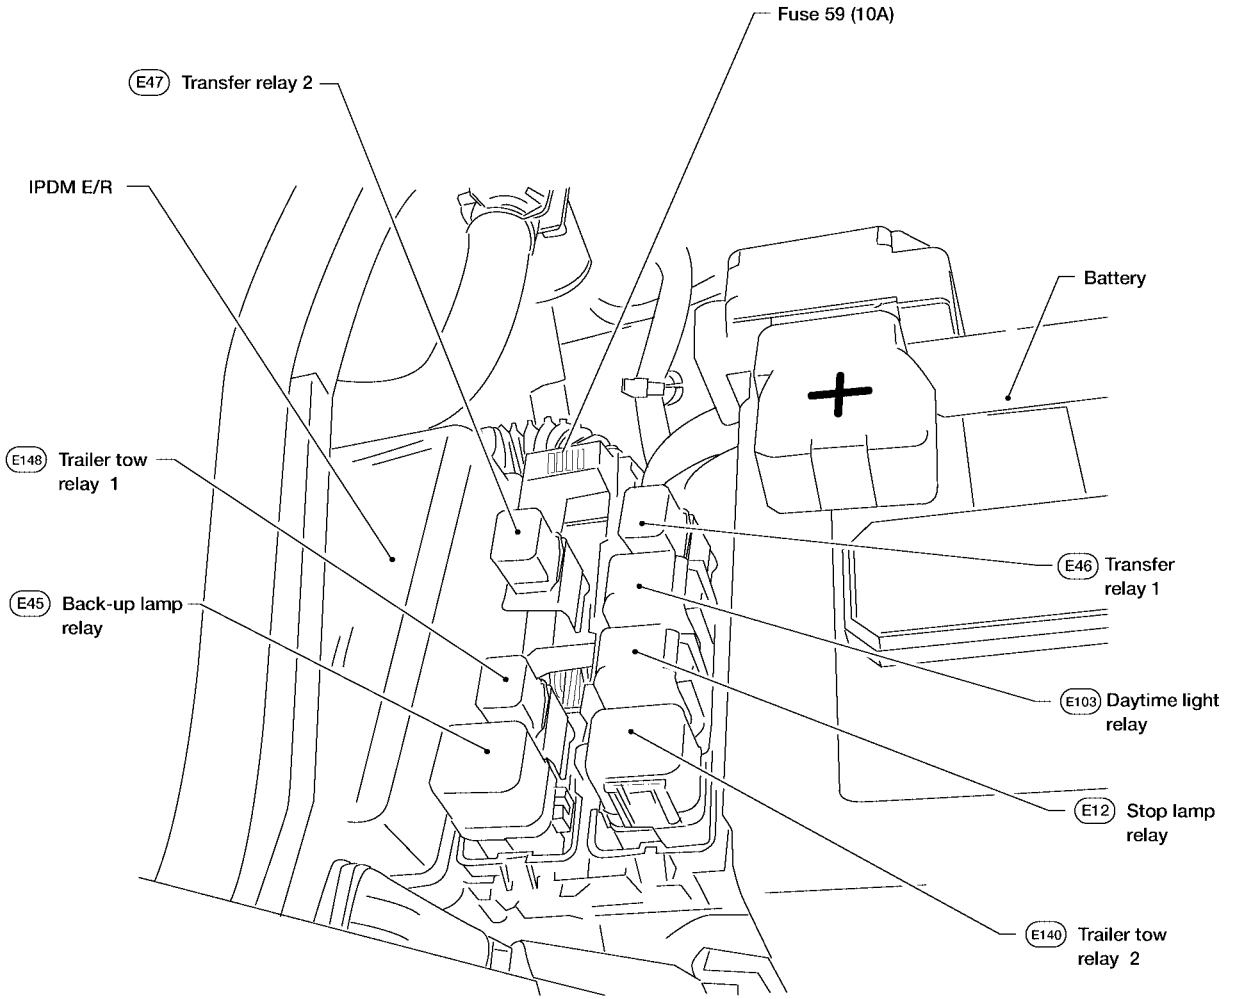 Fuse 59 (10A)
E47 Transfer relay 2
IPDM E/R
Battery
E148 Trailer tow
relay 1
E46 Transfer
relay 1
E45 Back-up lamp
relay
E103 Daytime light
relay
E12 Stop lamp
relay
E140 Trailer tow
relay 2